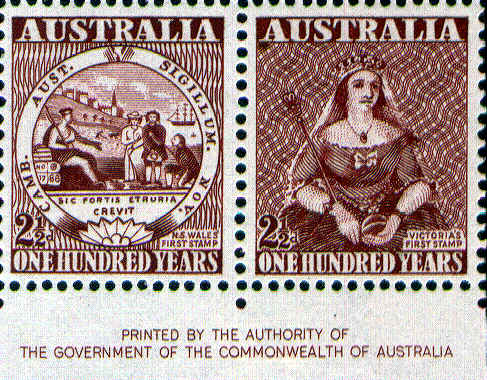 AUSTRALIA
CAMB. AUST. SIGILLUM. NOV.
SIC FORTIS ETRURIA
CREVIT
2½d
N.S.WALES'
FIRST STAMP
ONE HUNDRED YEARS
AUSTRALIA
2½d
VICTORIA'S
FIRST STAMP
ONE HUNDRED YEARS
PRINTED BY THE AUTHORITY OF
THE GOVERNMENT OF THE COMMONWEALTH OF AUSTRALIA